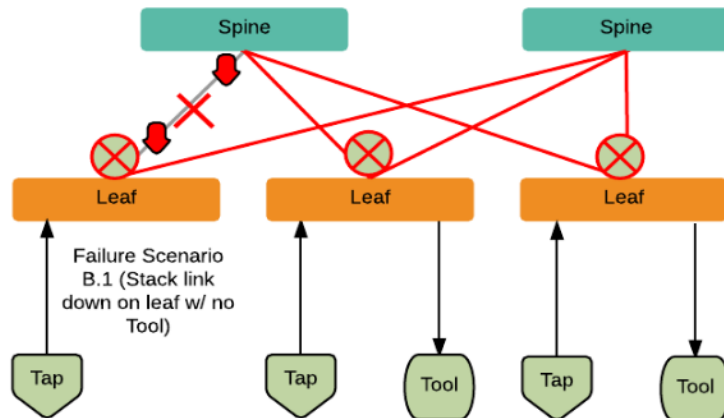 Spine
Spine
Leaf
Leaf
Leaf
Failure Scenario
B.1 (Stack link
down on leaf w/ no
Tool)
Tap
Tap
Tool
Tap
Tool